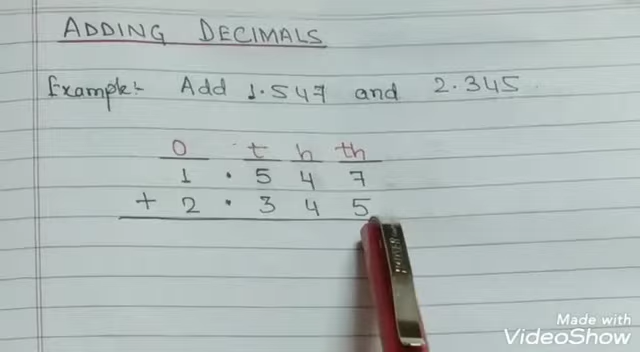 ADDING DECIMALS
Example:- Add 1.547 and 2.345.
O t h th
1 . 5 4 7
+ 2 . 3 4 5
Made with
VideoShow